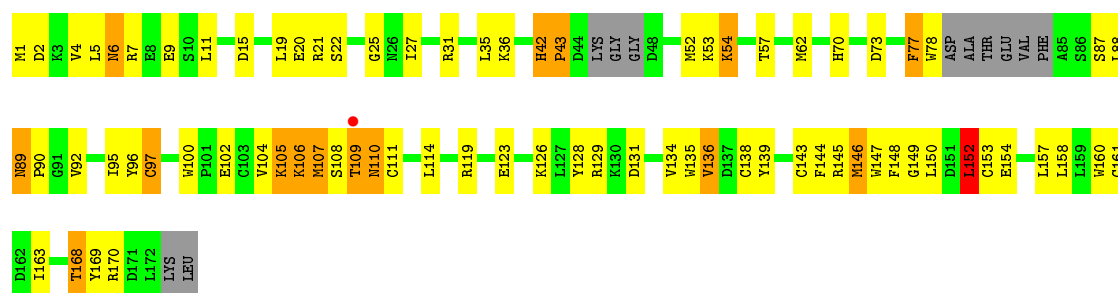 M1 D2 K3 V4 L5 N6 R7 E8 E9 S10 L11 D15 L19 E20 R21 S22 G25 N26 I27 R31 L35 K36 H42 P43 D44 LYS GLY GLY D48 M52 K53 K54 T57 M62 H70 D73 F77 W78 ASP ALA THR GLU VAL PHE A85 S86 S87 L88
N89 P90 G91 V92 I95 Y96 C97 W100 P101 E102 C103 V104 K105 K106 M107 S108 T109 N110 C111 L114 R119 E123 K126 L127 Y128 R129 K130 D131 V134 W135 V136 D137 C138 Y139 C143 F144 R145 M146 W147 F148 G149 L150 D151 L152 C153 E154 L157 L158 L159 W160 C161
D162 I163 T168 Y169 R170 D171 L172 LYS LEU